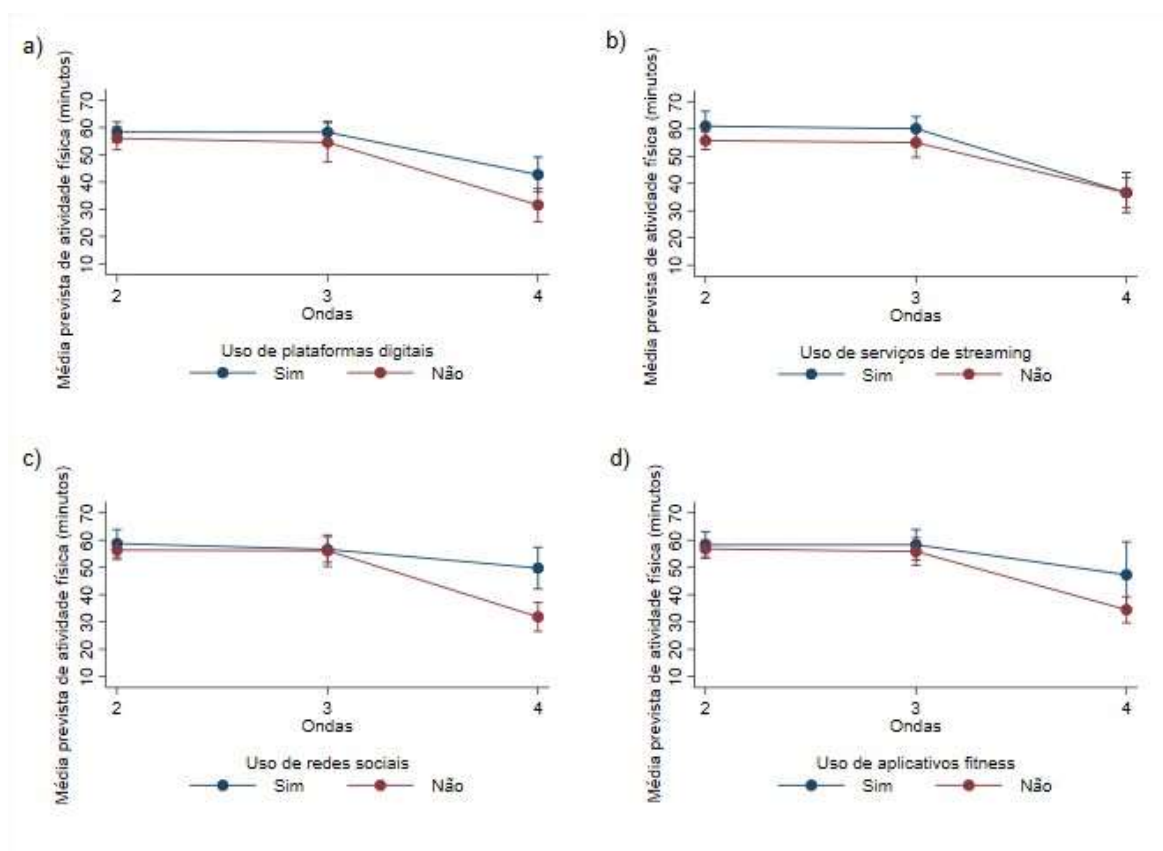 a)
Média prevista de atividade física (minutos)
70
60
50
40
30
20
10
2
3
4
Ondas
Uso de plataformas digitais
Sim
Não
b)
Média prevista de atividade física (minutos)
70
60
50
40
30
20
10
2
3
4
Ondas
Uso de serviços de streaming
Sim
Não
c)
Média prevista de atividade física (minutos)
70
60
50
40
30
20
10
2
3
4
Ondas
Uso de redes sociais
Sim
Não
d)
Média prevista de atividade física (minutos)
70
60
50
40
30
20
10
2
3
4
Ondas
Uso de aplicativos fitness
Sim
Não